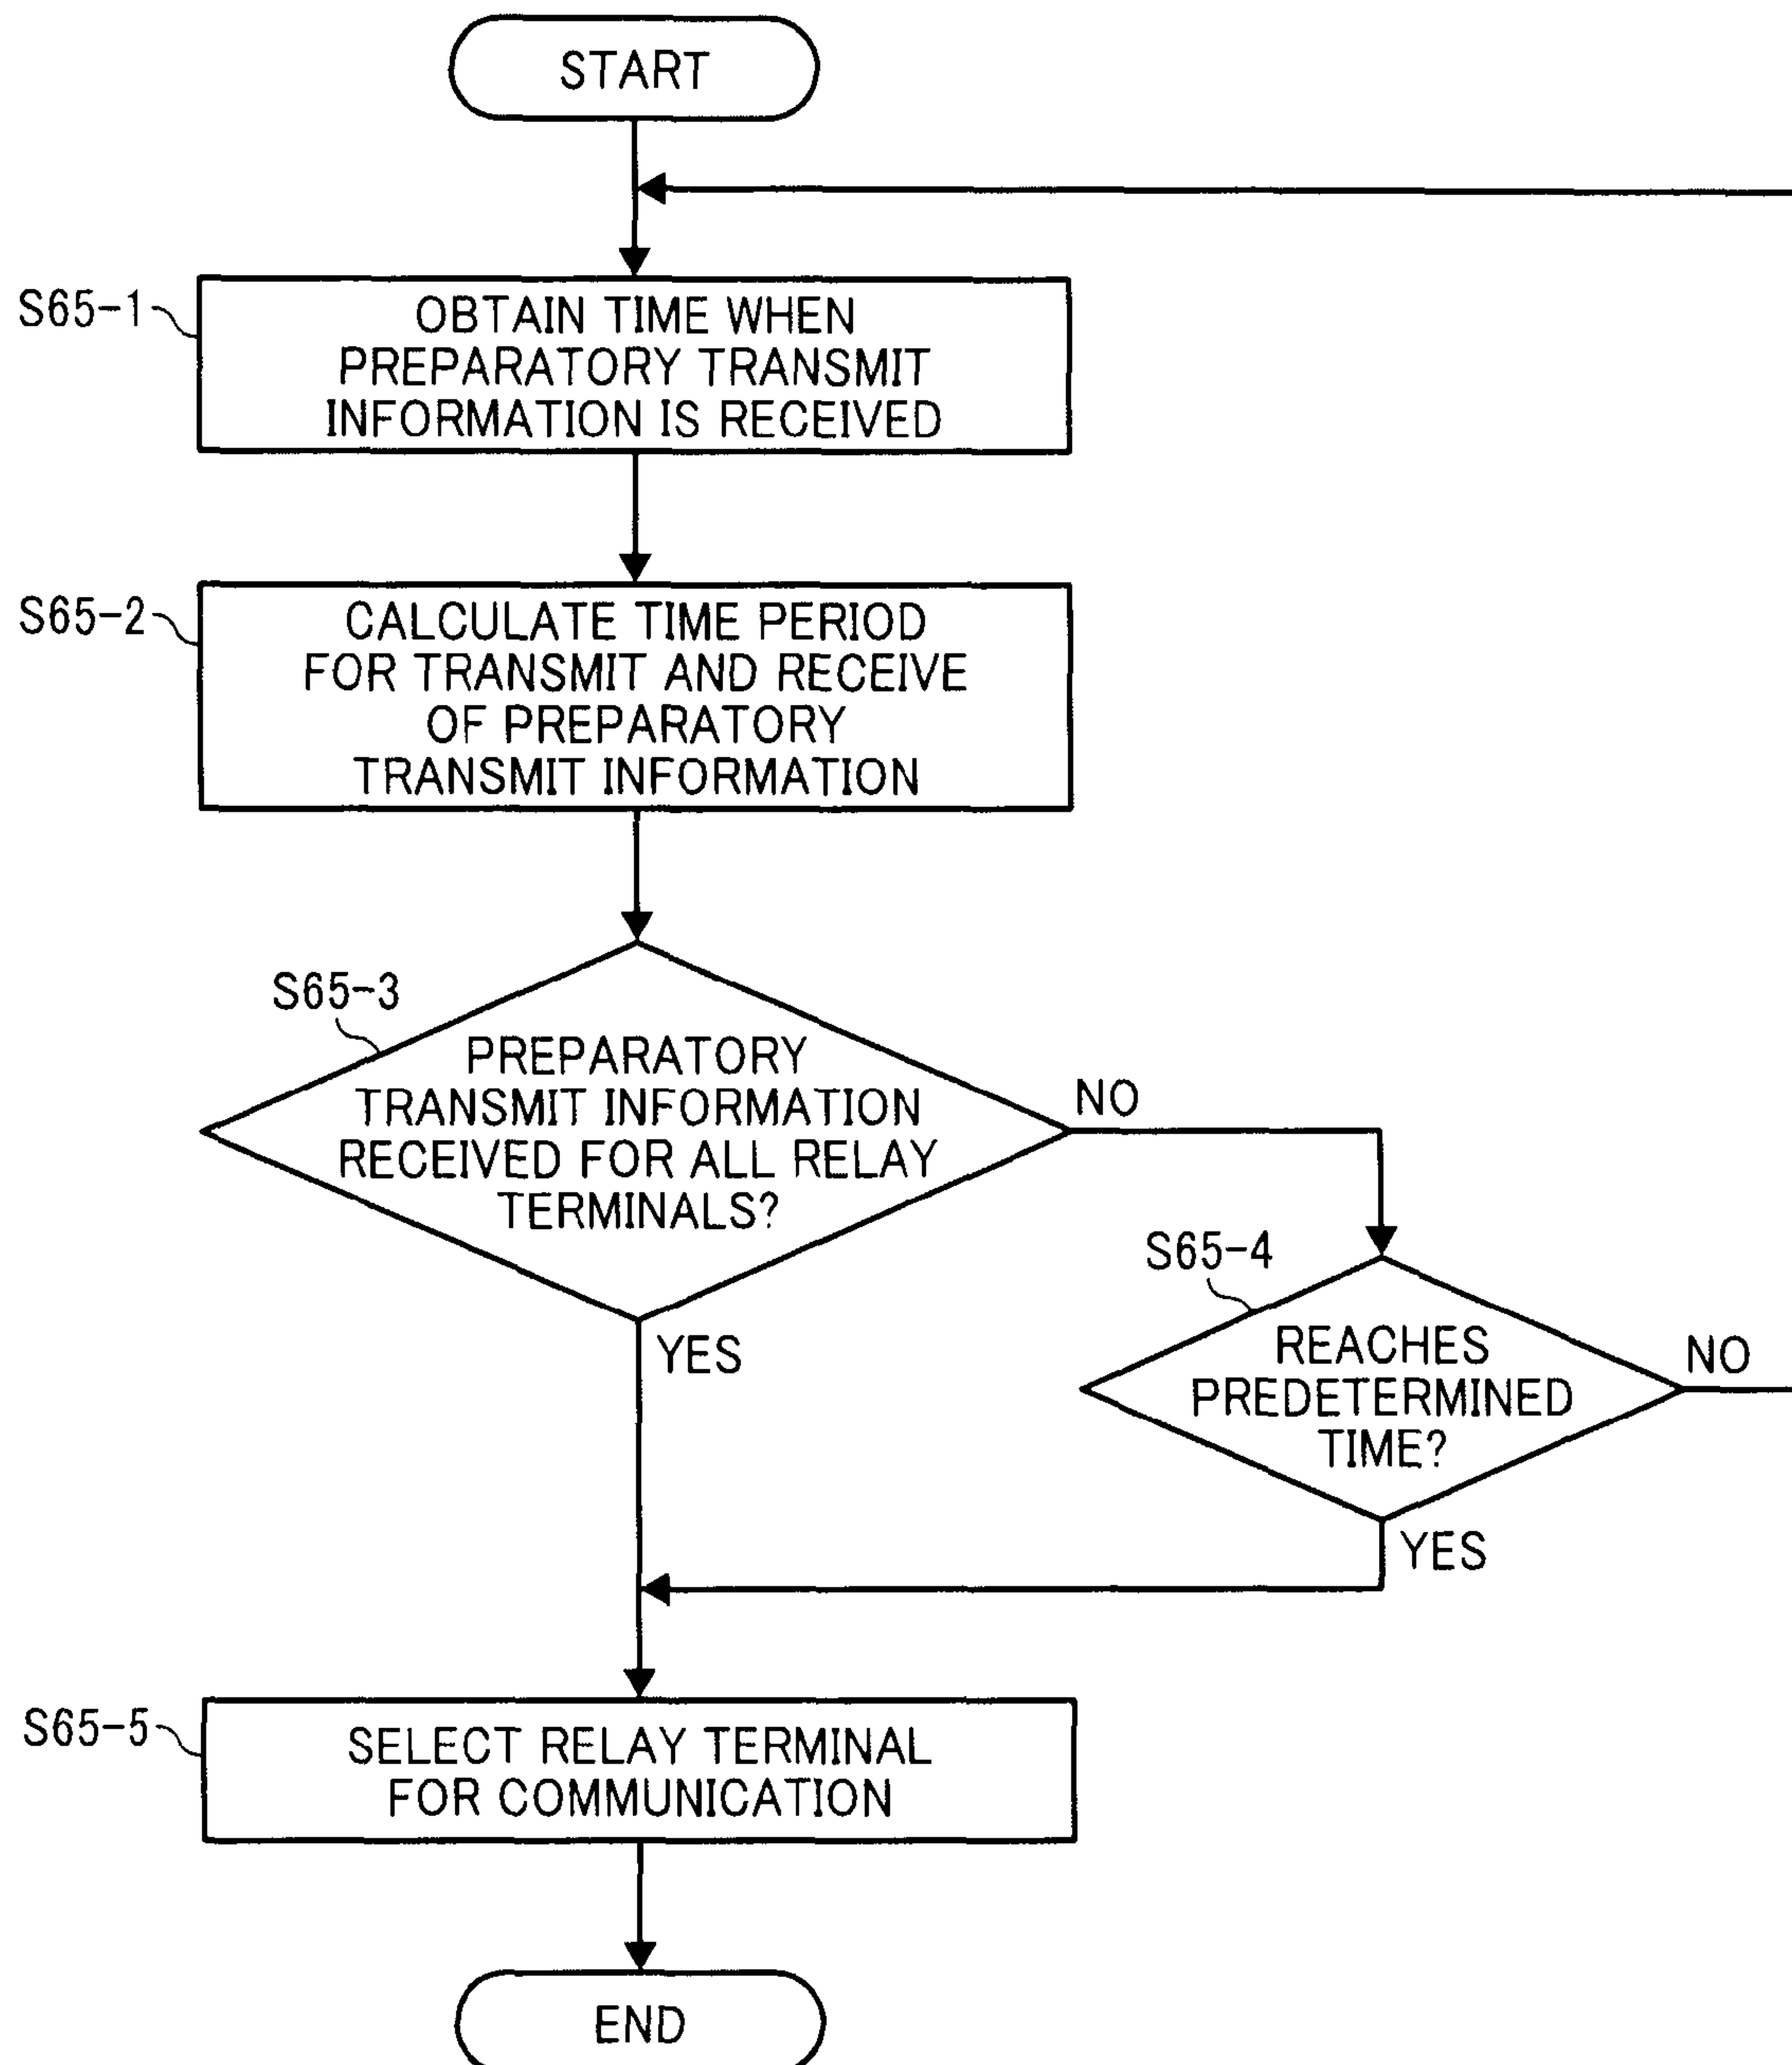 START
S65-1
OBTAIN TIME WHEN
PREPARATORY TRANSMIT
INFORMATION IS RECEIVED
S65-2
CALCULATE TIME PERIOD
FOR TRANSMIT AND RECEIVE
OF PREPARATORY
TRANSMIT INFORMATION
S65-3
PREPARATORY
TRANSMIT INFORMATION
RECEIVED FOR ALL RELAY
TERMINALS?
NO
YES
S65-4
REACHES
PREDETERMINED
TIME?
NO
YES
S65-5
SELECT RELAY TERMINAL
FOR COMMUNICATION
END